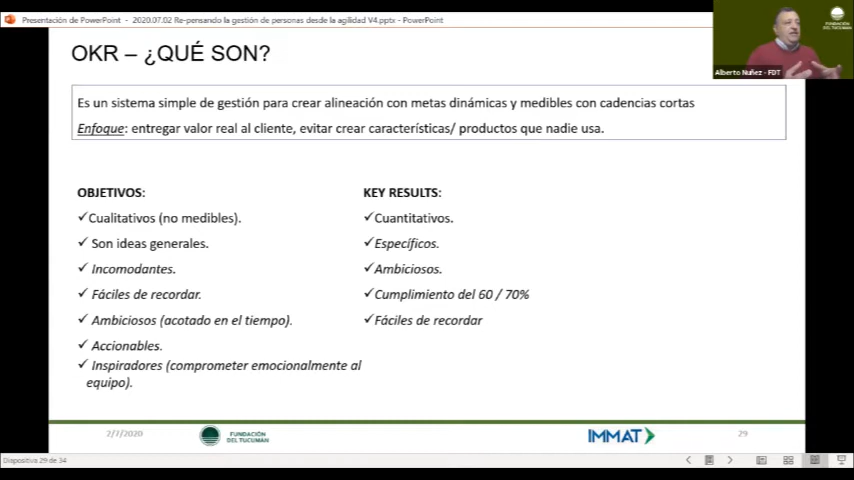 Presentación de PowerPoint - 2020.07.02 Re-pensando la gestión de personas desde la agilidad V4.pptx - PowerPoint
FUNDACIÓN
DEL TUCUMAN
Alberto Nuñez - FDT
OKR – ¿QUÉ SON?
Es un sistema simple de gestión para crear alineación con metas dinámicas y medibles con cadencias cortas
Enfoque: entregar valor real al cliente, evitar crear características/ productos que nadie usa.
OBJETIVOS:
✓Cualitativos (no medibles).
✓ Son ideas generales.
✓ Incomodantes.
✓ Fáciles de recordar.
✓ Ambiciosos (acotado en el tiempo).
✓ Accionables.
✓ Inspiradores (comprometer emocionalmente al
equipo).
KEY RESULTS:
✓Cuantitativos.
✓Específicos.
✓Ambiciosos.
✓Cumplimiento del 60 / 70%
✓Fáciles de recordar
2/7/2020
FUNDACIÓN
DEL TUCUMAN
IMMAT
29
Diapositiva 29 de 34